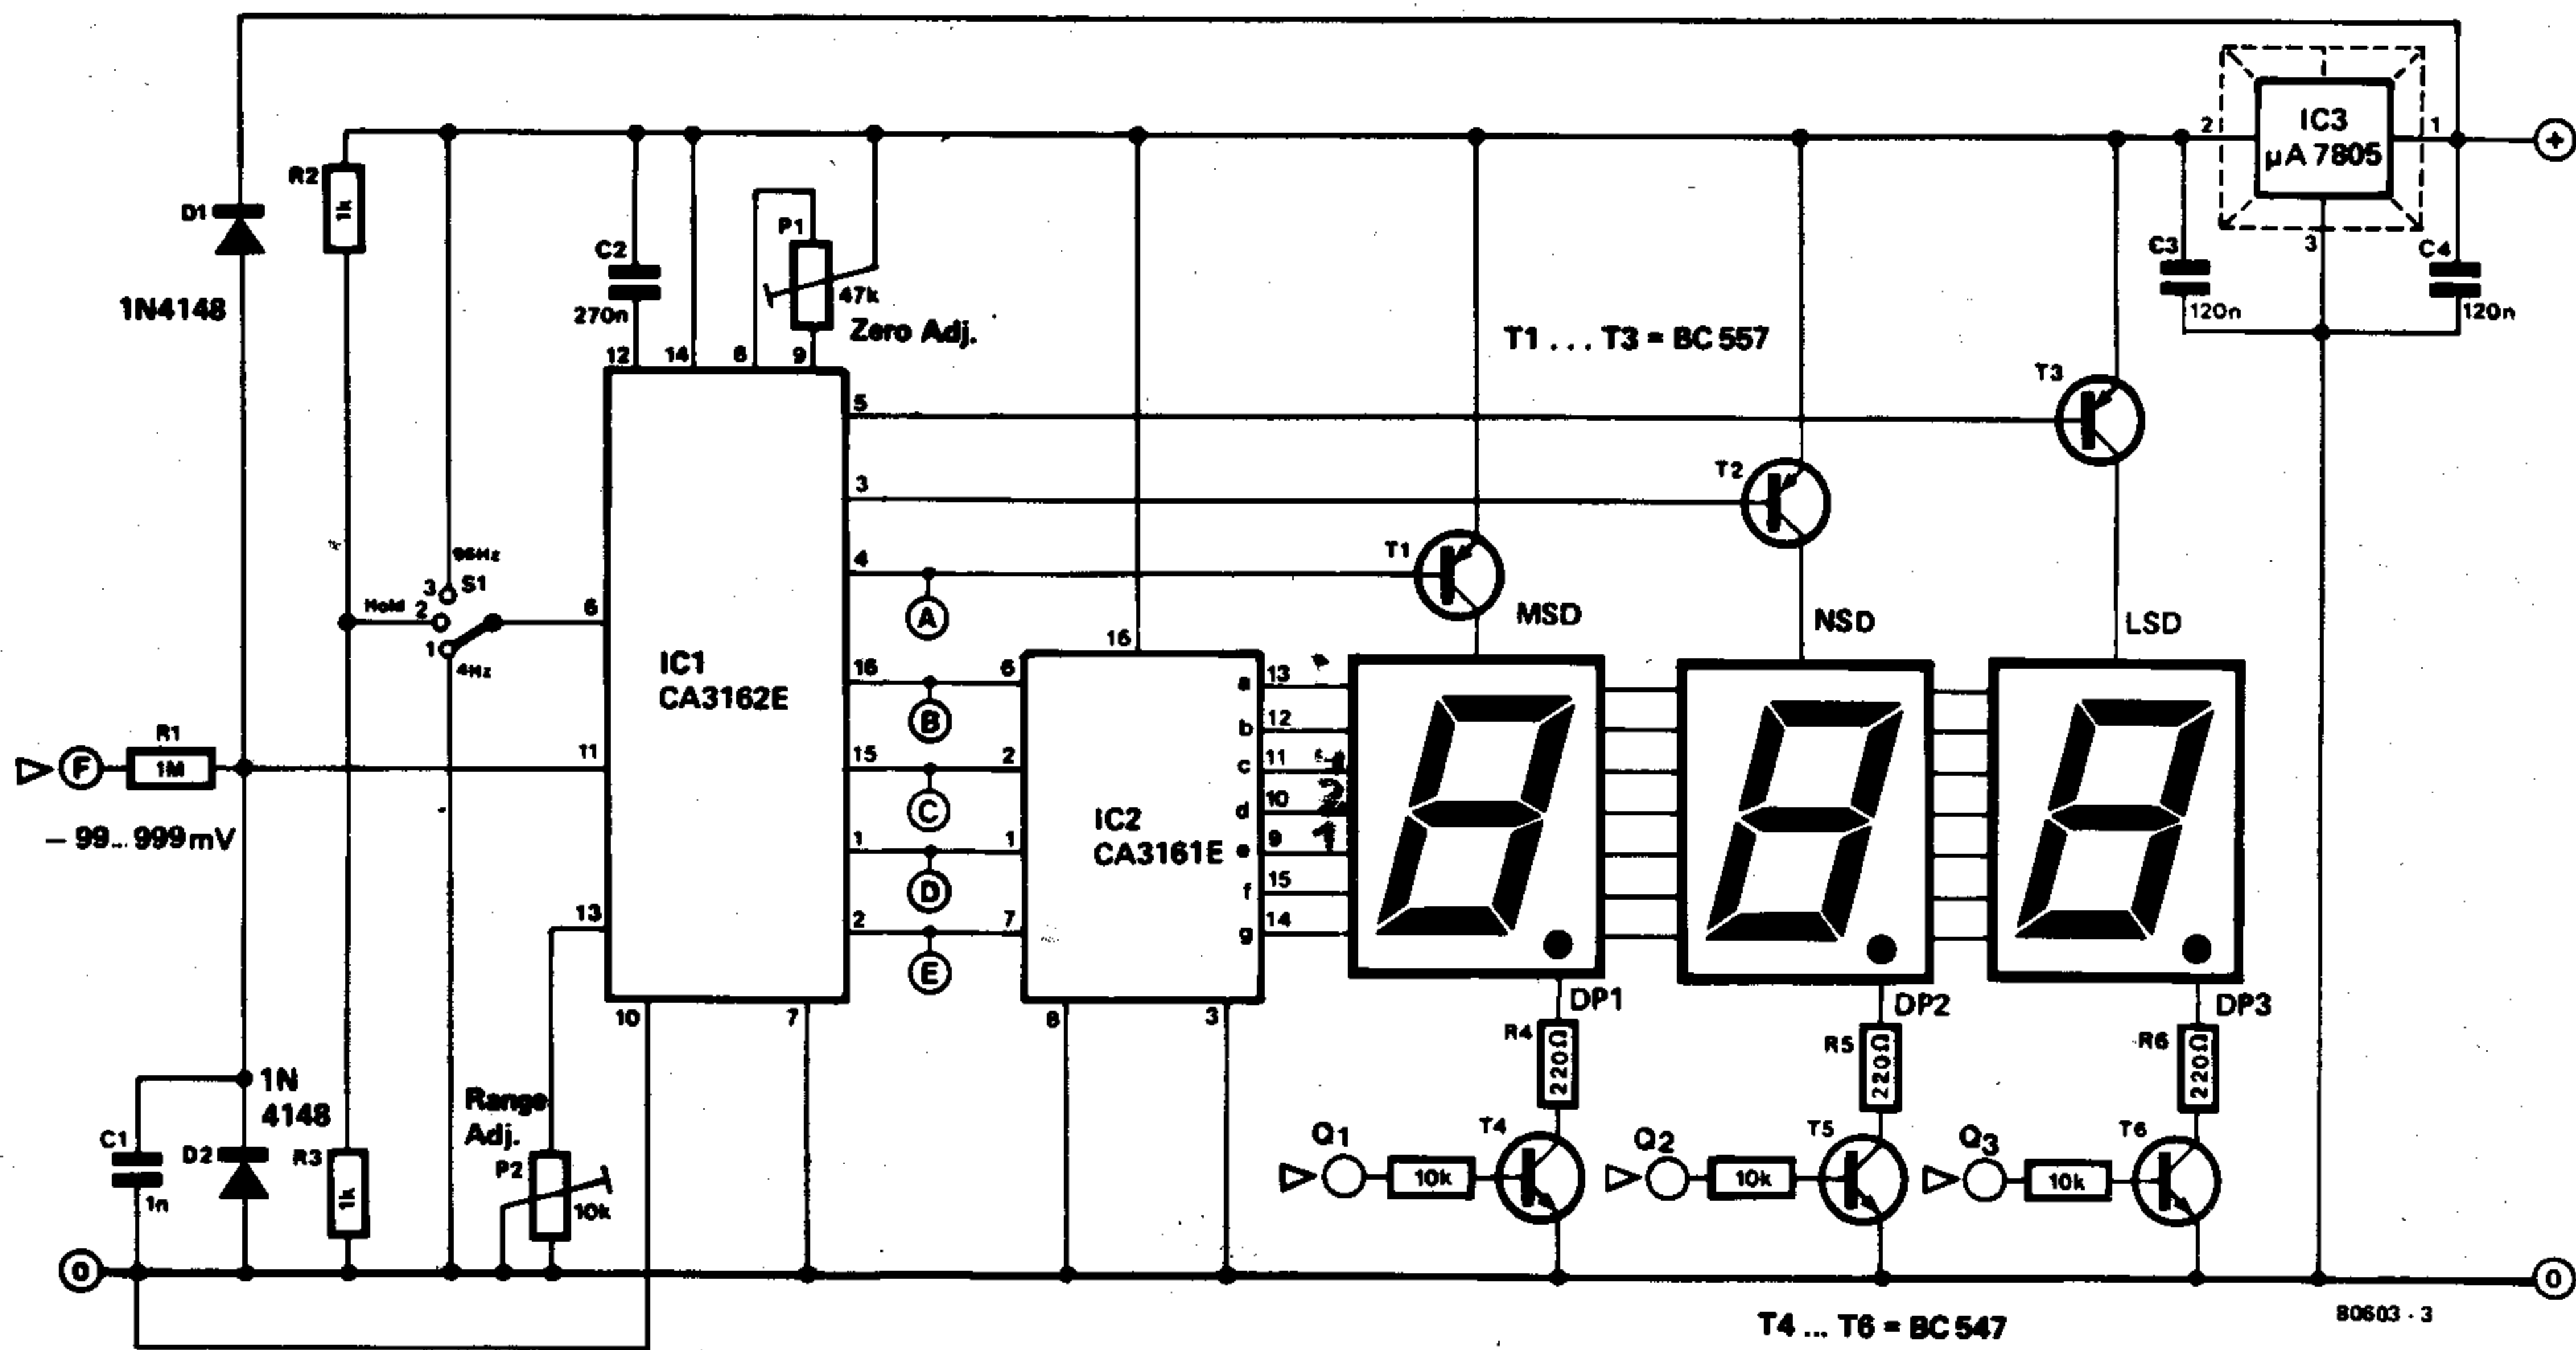 IC3
μA 7805
2
1
3
R2
1k
D1
1N4148
C2
270n
P1
47k
Zero Adj.
C3
120n
C4
120n
+
12
14
8
9
T1 ... T3 = BC 557
T3
T2
T1
5
3
4
96Hz
3
S1
Hold
2
1
4Hz
6
A
MSD
NSD
LSD
IC1
CA3162E
16
16
6
B
15
2
C
1
1
D
2
7
E
IC2
CA3161E
a
13
b
12
c
11
d
10
2
e
9
1
f
15
g
14
F
R1
1M
11
– 99...999mV
13
10
7
8
3
DP1
DP2
DP3
R4
220Ω
R5
220Ω
R6
220Ω
1N
4148
C1
1n
D2
R3
1k
Range
Adj.
P2
10k
Q1
10k
T4
Q2
10k
T5
Q3
10k
T6
0
0
T4 ... T6 = BC 547
80603 · 3